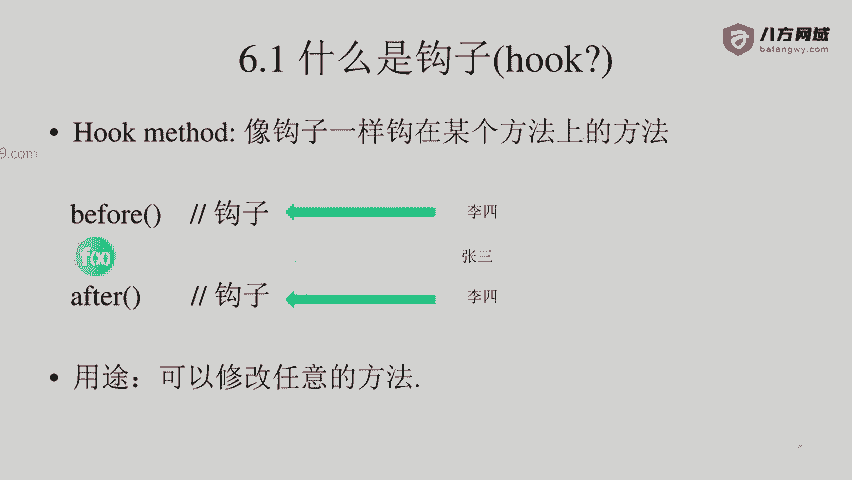 八方网域
bafangwy.com
6.1 什么是钩子(hook?)
• Hook method: 像钩子一样钩在某个方法上的方法
9.com
before() // 钩子 李四
f(x) 张三
after() // 钩子 李四
• 用途：可以修改任意的方法.